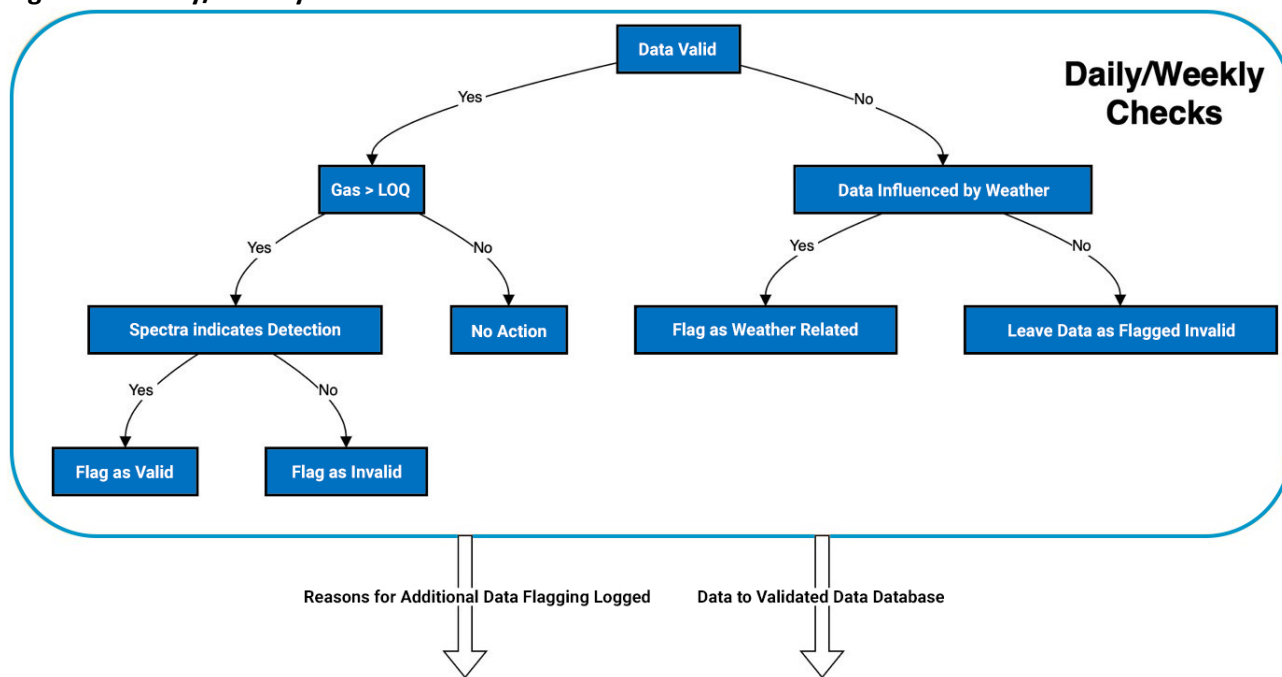 Data Valid
Daily/Weekly
Checks
Yes
No
Gas > LOQ
Data Influenced by Weather
Yes
No
Yes
No
Spectra indicates Detection
No Action
Flag as Weather Related
Leave Data as Flagged Invalid
Yes
No
Flag as Valid
Flag as Invalid
Reasons for Additional Data Flagging Logged
Data to Validated Data Database